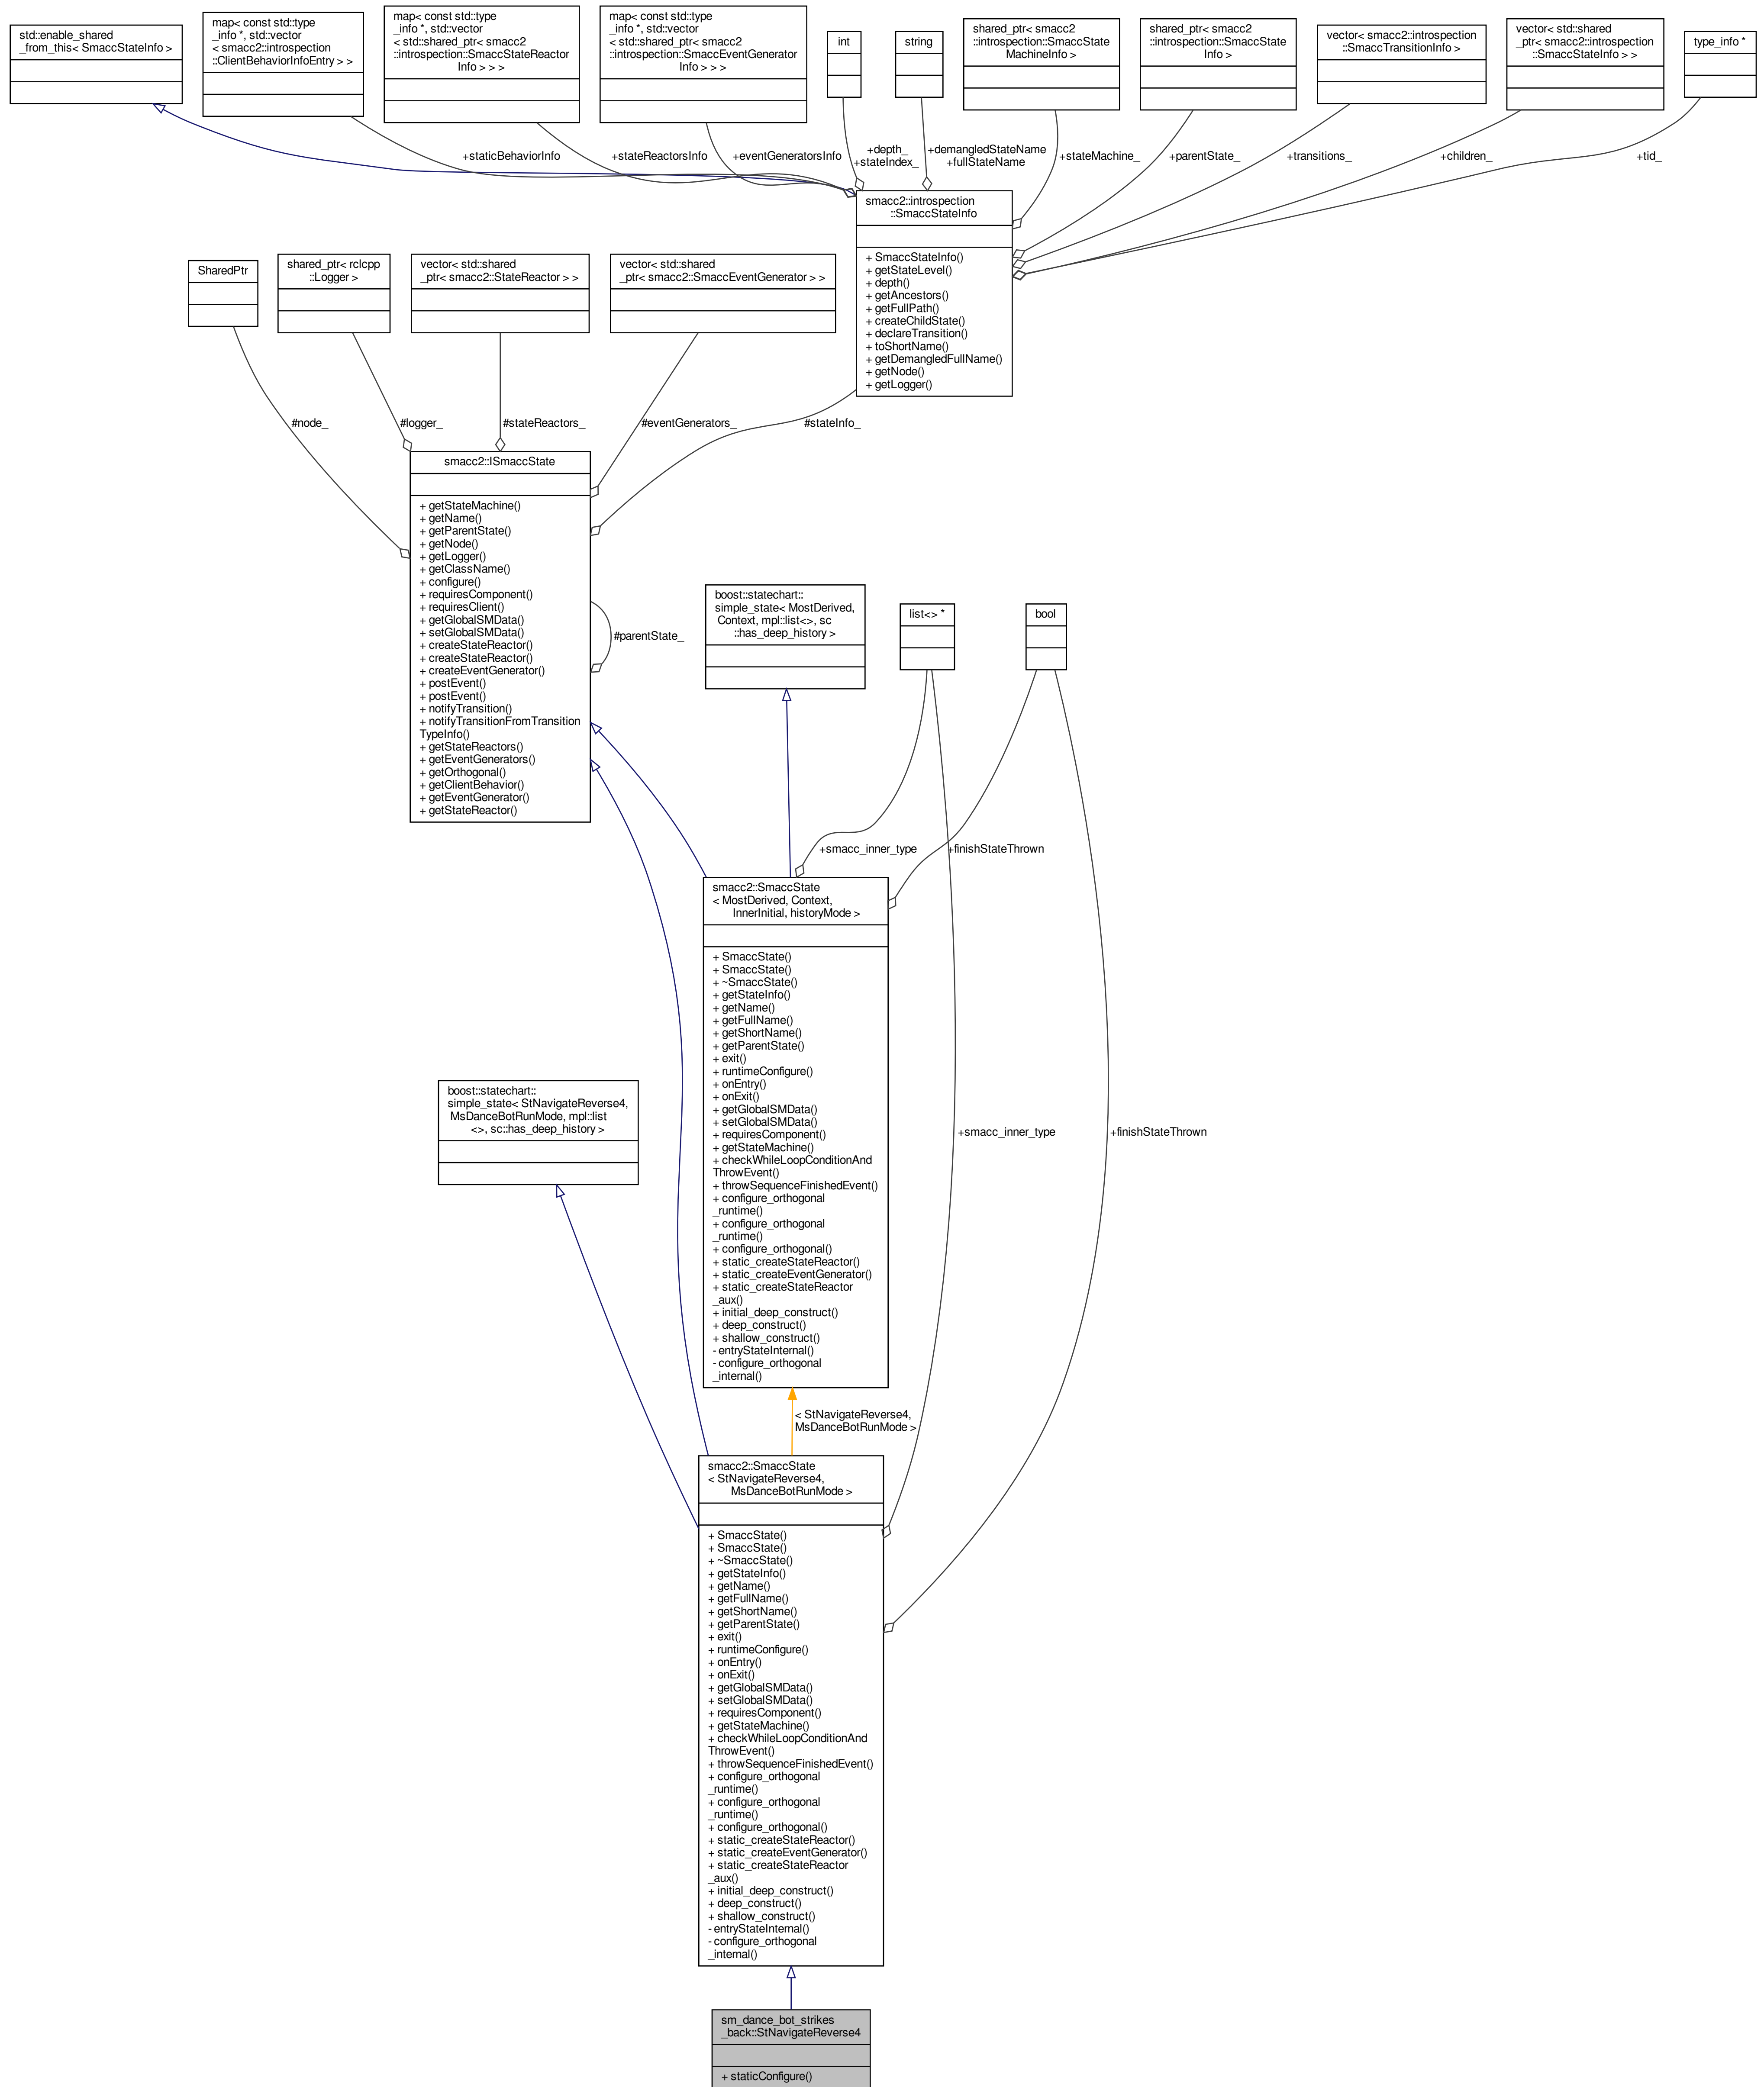 std::enable_shared
_from_this< SmaccStateInfo >
map< const std::type
_info *, std::vector
< smacc2::introspection
::ClientBehaviorInfoEntry > >
map< const std::type
_info *, std::vector
< std::shared_ptr< smacc2
::introspection::SmaccStateReactor
Info > > >
map< const std::type
_info *, std::vector
< std::shared_ptr< smacc2
::introspection::SmaccEventGenerator
Info > > >
int
string
shared_ptr< smacc2
::introspection::SmaccState
MachineInfo >
shared_ptr< smacc2
::introspection::SmaccState
Info >
vector< smacc2::introspection
::SmaccTransitionInfo >
vector< std::shared
_ptr< smacc2::introspection
::SmaccStateInfo > >
type_info *
+staticBehaviorInfo
+stateReactorsInfo
+eventGeneratorsInfo
+depth_
+stateIndex_
+demangledStateName
+fullStateName
+stateMachine_
+parentState_
+transitions_
+children_
+tid_
smacc2::introspection
::SmaccStateInfo
+ SmaccStateInfo()
+ getStateLevel()
+ depth()
+ getAncestors()
+ getFullPath()
+ createChildState()
+ declareTransition()
+ toShortName()
+ getDemangledFullName()
+ getNode()
+ getLogger()
SharedPtr
shared_ptr< rclcpp
::Logger >
vector< std::shared
_ptr< smacc2::StateReactor > >
vector< std::shared
_ptr< smacc2::SmaccEventGenerator > >
#node_
#logger_
#stateReactors_
#eventGenerators_
#stateInfo_
smacc2::ISmaccState
+ getStateMachine()
+ getName()
+ getParentState()
+ getNode()
+ getLogger()
+ getClassName()
+ configure()
+ requiresComponent()
+ requiresClient()
+ getGlobalSMData()
+ setGlobalSMData()
+ createStateReactor()
+ createStateReactor()
+ createEventGenerator()
+ postEvent()
+ postEvent()
+ notifyTransition()
+ notifyTransitionFromTransition
TypeInfo()
+ getStateReactors()
+ getEventGenerators()
+ getOrthogonal()
+ getClientBehavior()
+ getEventGenerator()
+ getStateReactor()
#parentState_
boost::statechart::
simple_state< MostDerived,
Context, mpl::list<>, sc
::has_deep_history >
list<> *
bool
+smacc_inner_type
+finishStateThrown
smacc2::SmaccState
< MostDerived, Context,
InnerInitial, historyMode >
+ SmaccState()
+ SmaccState()
+ ~SmaccState()
+ getStateInfo()
+ getName()
+ getFullName()
+ getShortName()
+ getParentState()
+ exit()
+ runtimeConfigure()
+ onEntry()
+ onExit()
+ getGlobalSMData()
+ setGlobalSMData()
+ requiresComponent()
+ getStateMachine()
+ checkWhileLoopConditionAnd
ThrowEvent()
+ throwSequenceFinishedEvent()
+ configure_orthogonal
_runtime()
+ configure_orthogonal
_runtime()
+ configure_orthogonal()
+ static_createStateReactor()
+ static_createEventGenerator()
+ static_createStateReactor
_aux()
+ initial_deep_construct()
+ deep_construct()
+ shallow_construct()
- entryStateInternal()
- configure_orthogonal
_internal()
boost::statechart::
simple_state< StNavigateReverse4,
MsDanceBotRunMode, mpl::list
<>, sc::has_deep_history >
+smacc_inner_type
+finishStateThrown
< StNavigateReverse4,
MsDanceBotRunMode >
smacc2::SmaccState
< StNavigateReverse4,
MsDanceBotRunMode >
+ SmaccState()
+ SmaccState()
+ ~SmaccState()
+ getStateInfo()
+ getName()
+ getFullName()
+ getShortName()
+ getParentState()
+ exit()
+ runtimeConfigure()
+ onEntry()
+ onExit()
+ getGlobalSMData()
+ setGlobalSMData()
+ requiresComponent()
+ getStateMachine()
+ checkWhileLoopConditionAnd
ThrowEvent()
+ throwSequenceFinishedEvent()
+ configure_orthogonal
_runtime()
+ configure_orthogonal
_runtime()
+ configure_orthogonal()
+ static_createStateReactor()
+ static_createEventGenerator()
+ static_createStateReactor
_aux()
+ initial_deep_construct()
+ deep_construct()
+ shallow_construct()
- entryStateInternal()
- configure_orthogonal
_internal()
sm_dance_bot_strikes
_back::StNavigateReverse4
+ staticConfigure()